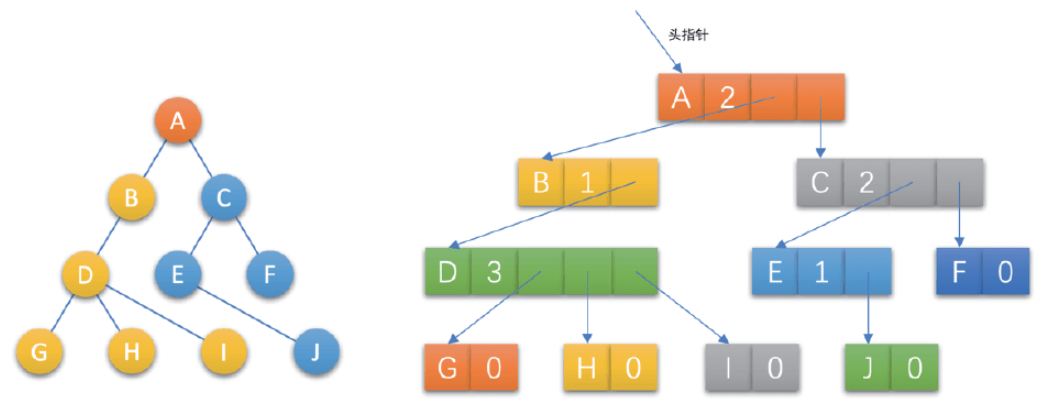 头指针
A
A 2
B
C
B 1
C 2
D
E
F
D 3
E 1
F 0
G
H
I
J
G 0
H 0
I 0
J 0